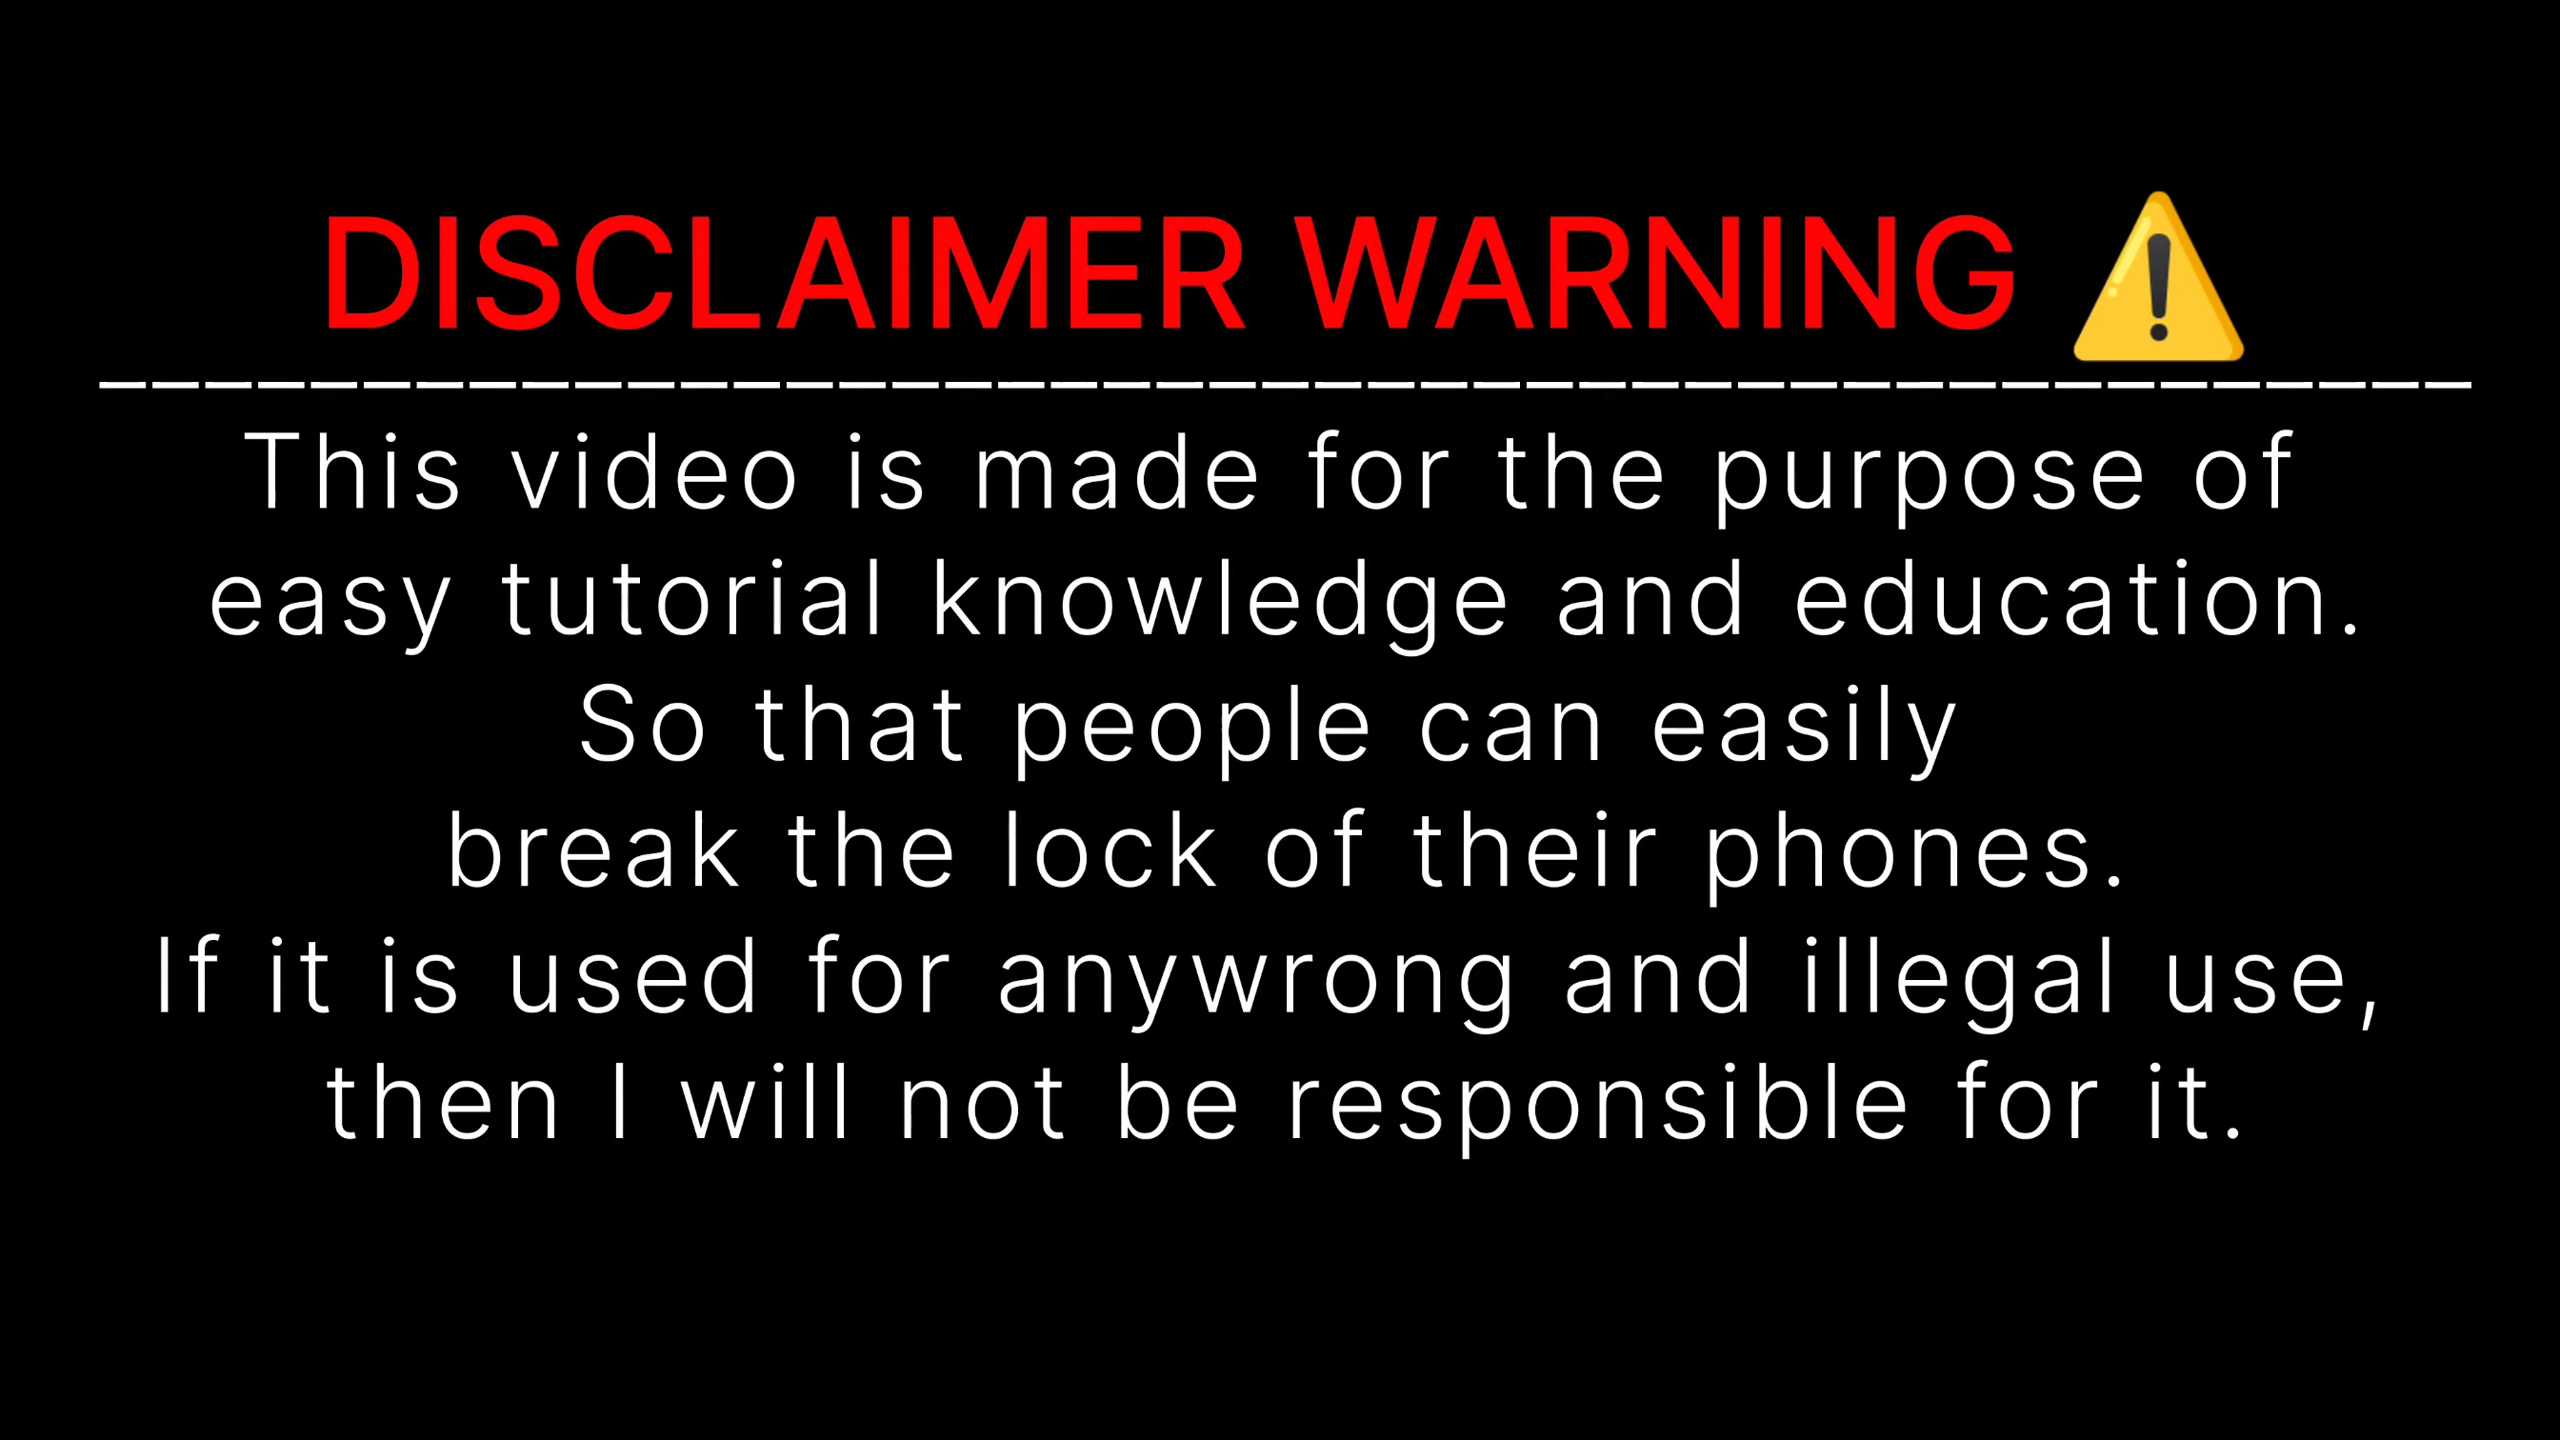 DISCLAIMER WARNING ⚠️
_____________________________________________
This video is made for the purpose of
easy tutorial knowledge and education.
So that people can easily
break the lock of their phones.
If it is used for anywrong and illegal use,
then I will not be responsible for it.